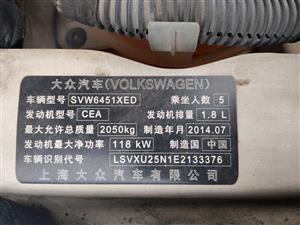 大众汽车(VOLKSWAGEN)
车辆型号 SVW6451XED 乘坐人数 5
发动机型号 CEA 发动机排量 1.8 L
最大允许总质量 2050kg 制造年月 2014.07
发动机最大净功率 118 kW 制造国 中国
车辆识别代号 LSVXU25N1E2133376
上海大众汽车有限公司